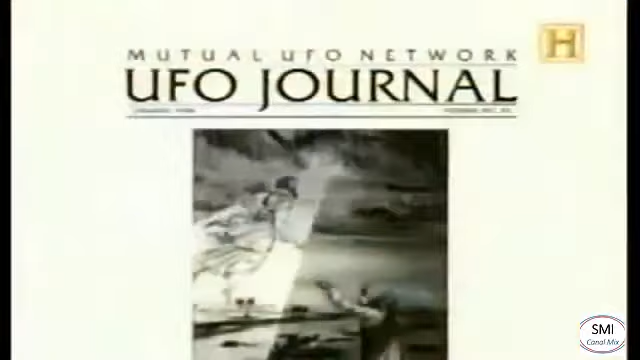 MUTUAL UFO NETWORK
H
UFO JOURNAL
SMI
Canal Mix